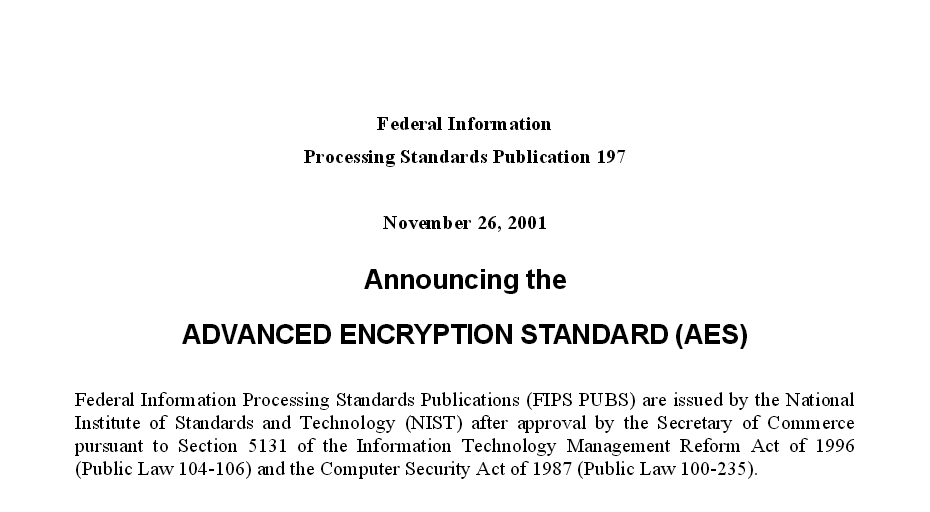 Federal Information
Processing Standards Publication 197
November 26, 2001
Announcing the
ADVANCED ENCRYPTION STANDARD (AES)
Federal Information Processing Standards Publications (FIPS PUBS) are issued by the National
Institute of Standards and Technology (NIST) after approval by the Secretary of Commerce
pursuant to Section 5131 of the Information Technology Management Reform Act of 1996
(Public Law 104-106) and the Computer Security Act of 1987 (Public Law 100-235).